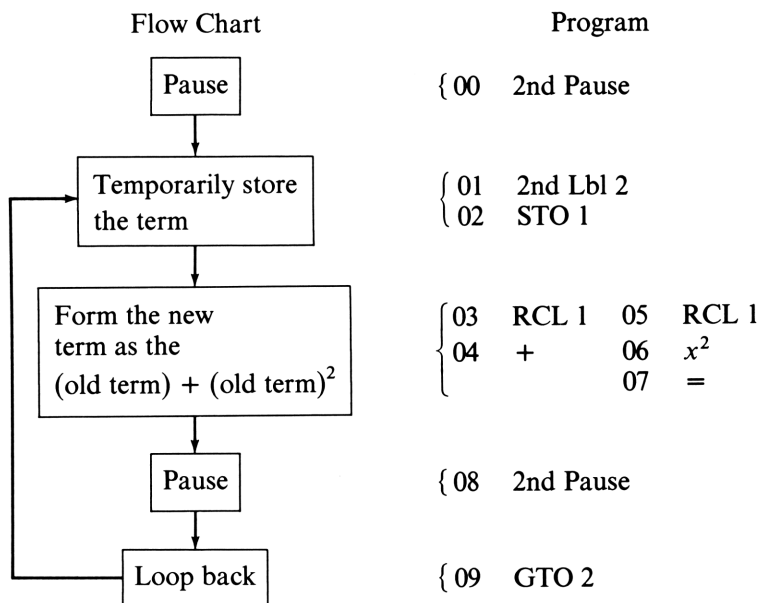 Flow Chart Program
Pause { 00 2nd Pause
Temporarily store { 01 2nd Lbl 2
the term 02 STO 1
Form the new { 03 RCL 1 05 RCL 1
term as the 04 + 06 x²
(old term) + (old term)² 07 =
Pause { 08 2nd Pause
Loop back { 09 GTO 2